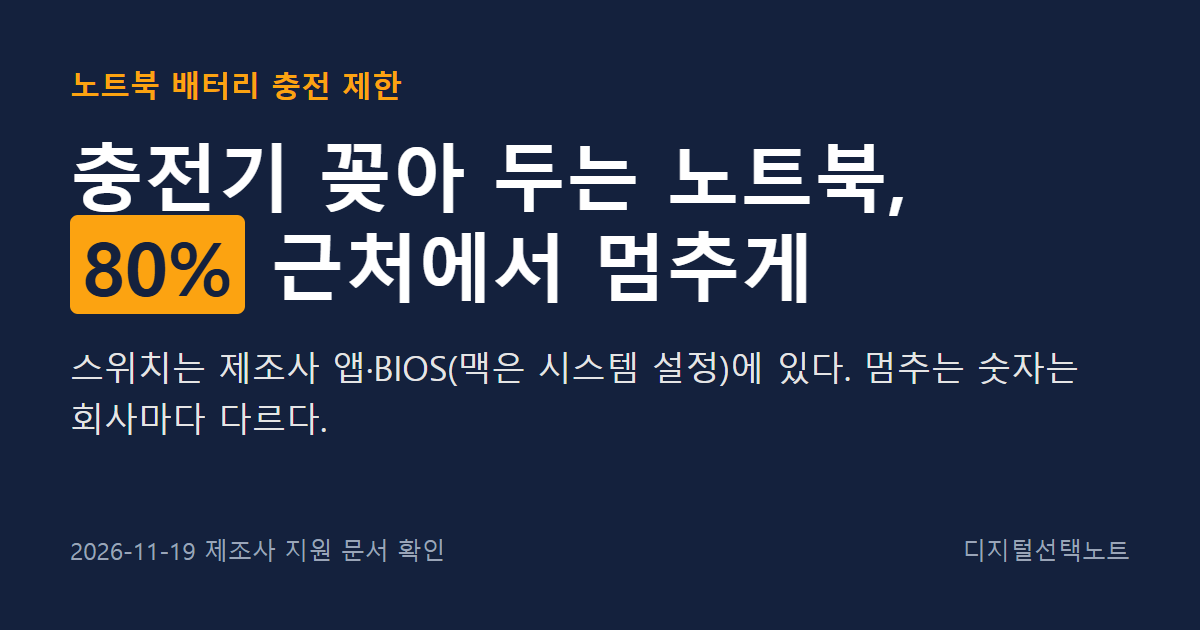 노트북 배터리 충전 제한
충전기 꽂아 두는 노트북,
80% 근처에서 멈추게
스위치는 제조사 앱·BIOS(맥은 시스템 설정)에 있다. 멈추는 숫자는
회사마다 다르다.
2026-11-19 제조사 지원 문서 확인
디지털선택노트